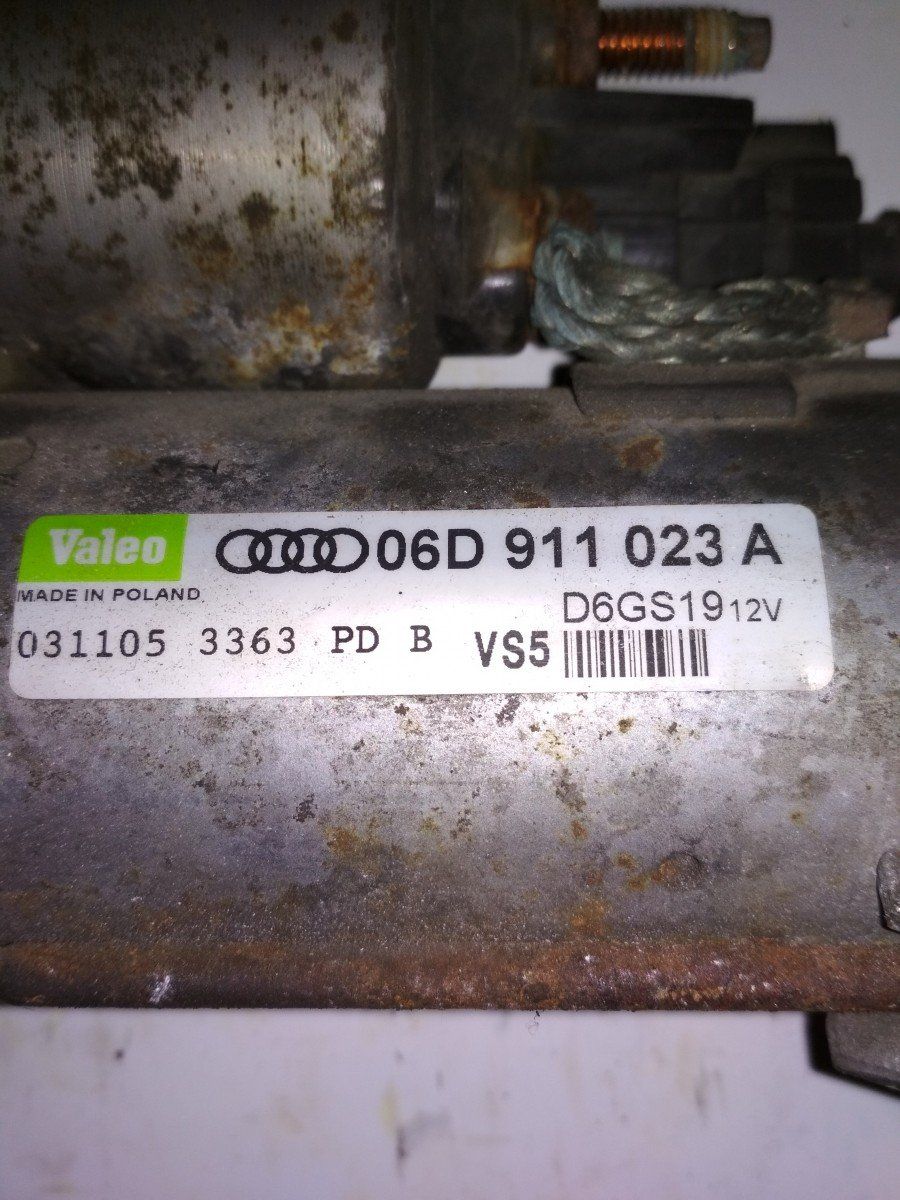 Valeo 06D 911 023 A
MADE IN POLAND
D6GS19 12V
031105 3363 PD B VS5